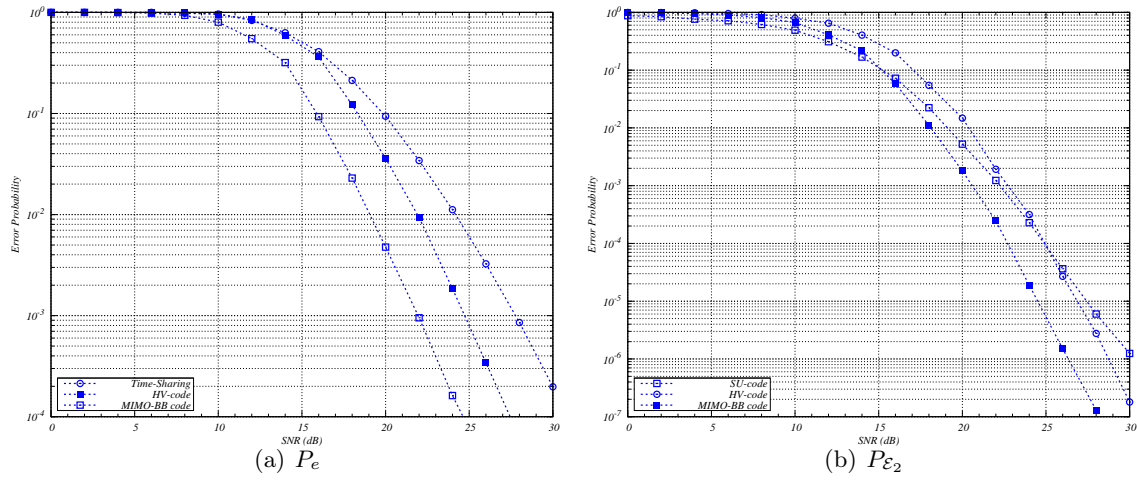 10^0
10^-1
10^-2
10^-3
10^-4
Error Probability
0 5 10 15 20 25 30
SNR (dB)
Time-Sharing
HV-code
MIMO-BB code
(a) P_e
10^0
10^-1
10^-2
10^-3
10^-4
10^-5
10^-6
10^-7
Error Probability
0 5 10 15 20 25 30
SNR (dB)
SU-code
HV-code
MIMO-BB code
(b) P_{ℰ_2}